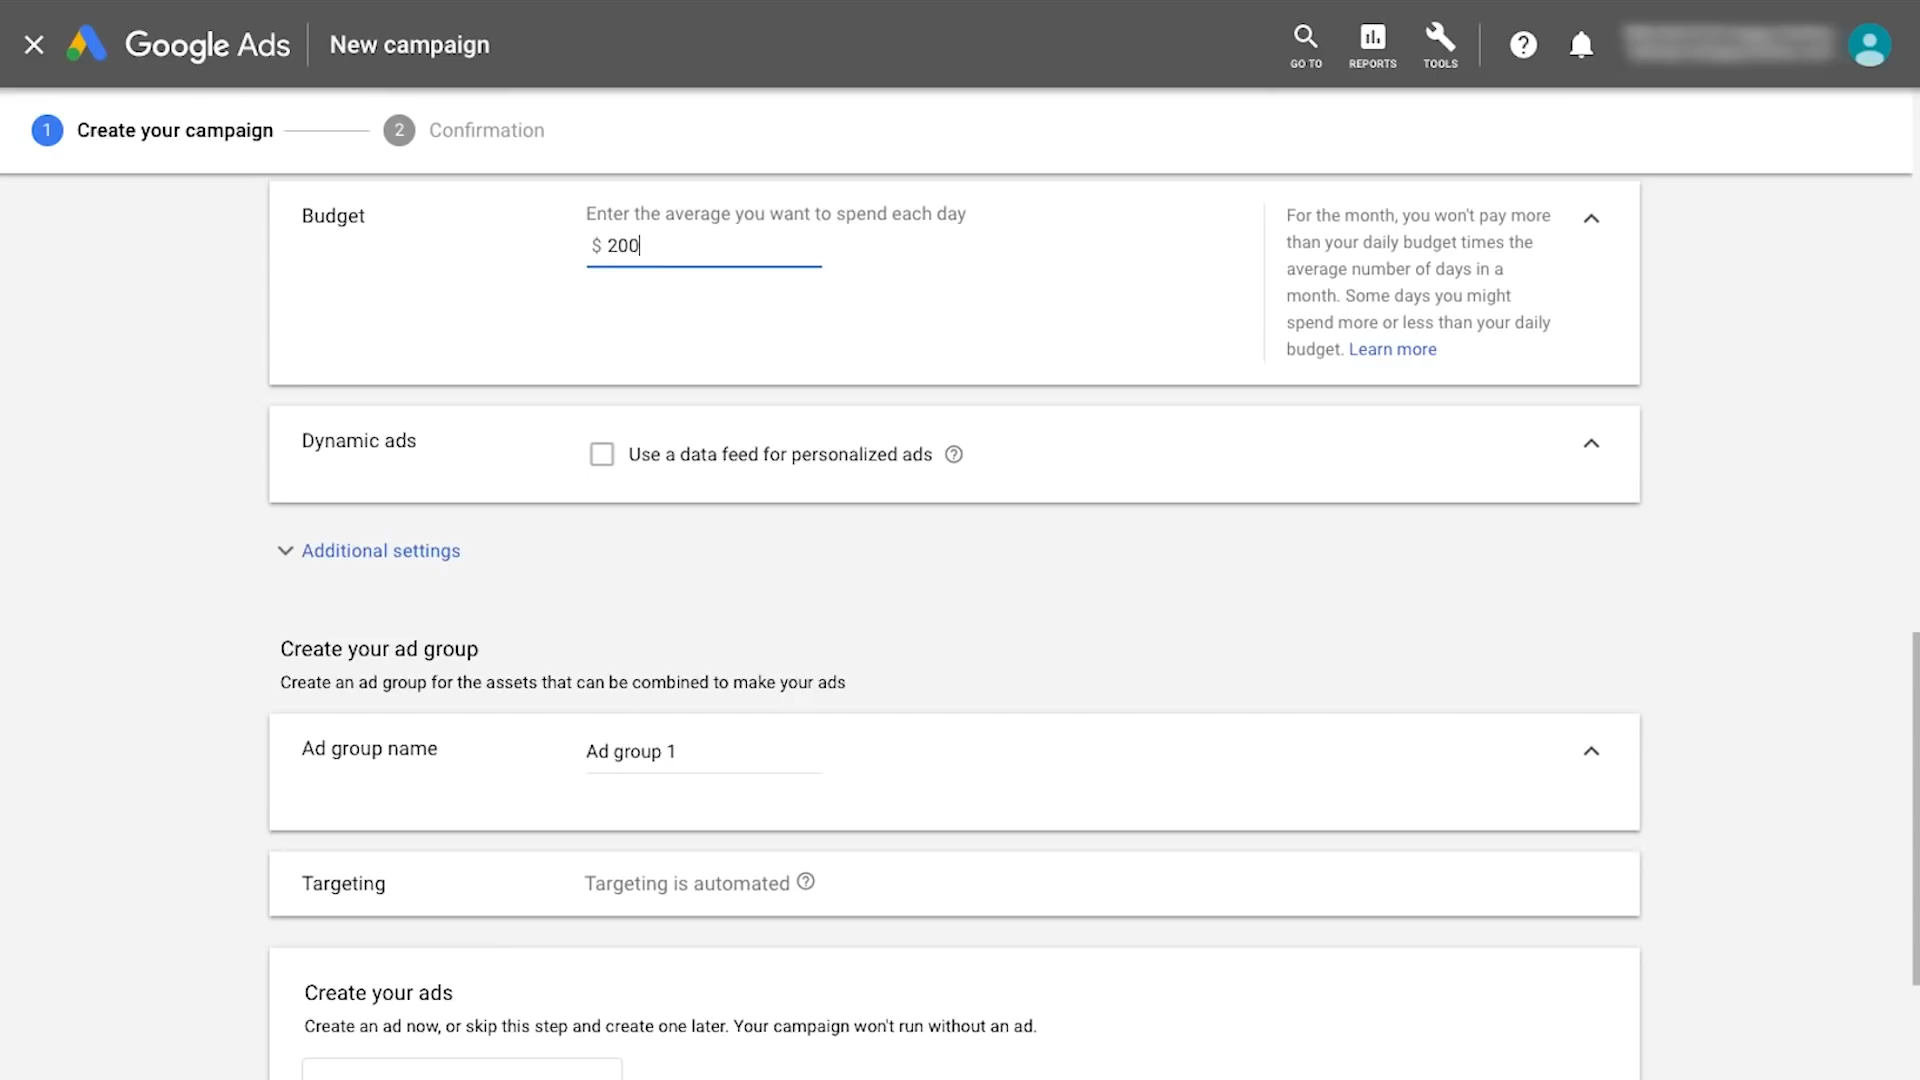 Google Ads
New campaign
GO TO
REPORTS
TOOLS
1 Create your campaign
2 Confirmation
Budget
Enter the average you want to spend each day
$ 200
For the month, you won't pay more
than your daily budget times the
average number of days in a
month. Some days you might
spend more or less than your daily
budget. Learn more
Dynamic ads
Use a data feed for personalized ads
Additional settings
Create your ad group
Create an ad group for the assets that can be combined to make your ads
Ad group name
Ad group 1
Targeting
Targeting is automated
Create your ads
Create an ad now, or skip this step and create one later. Your campaign won't run without an ad.